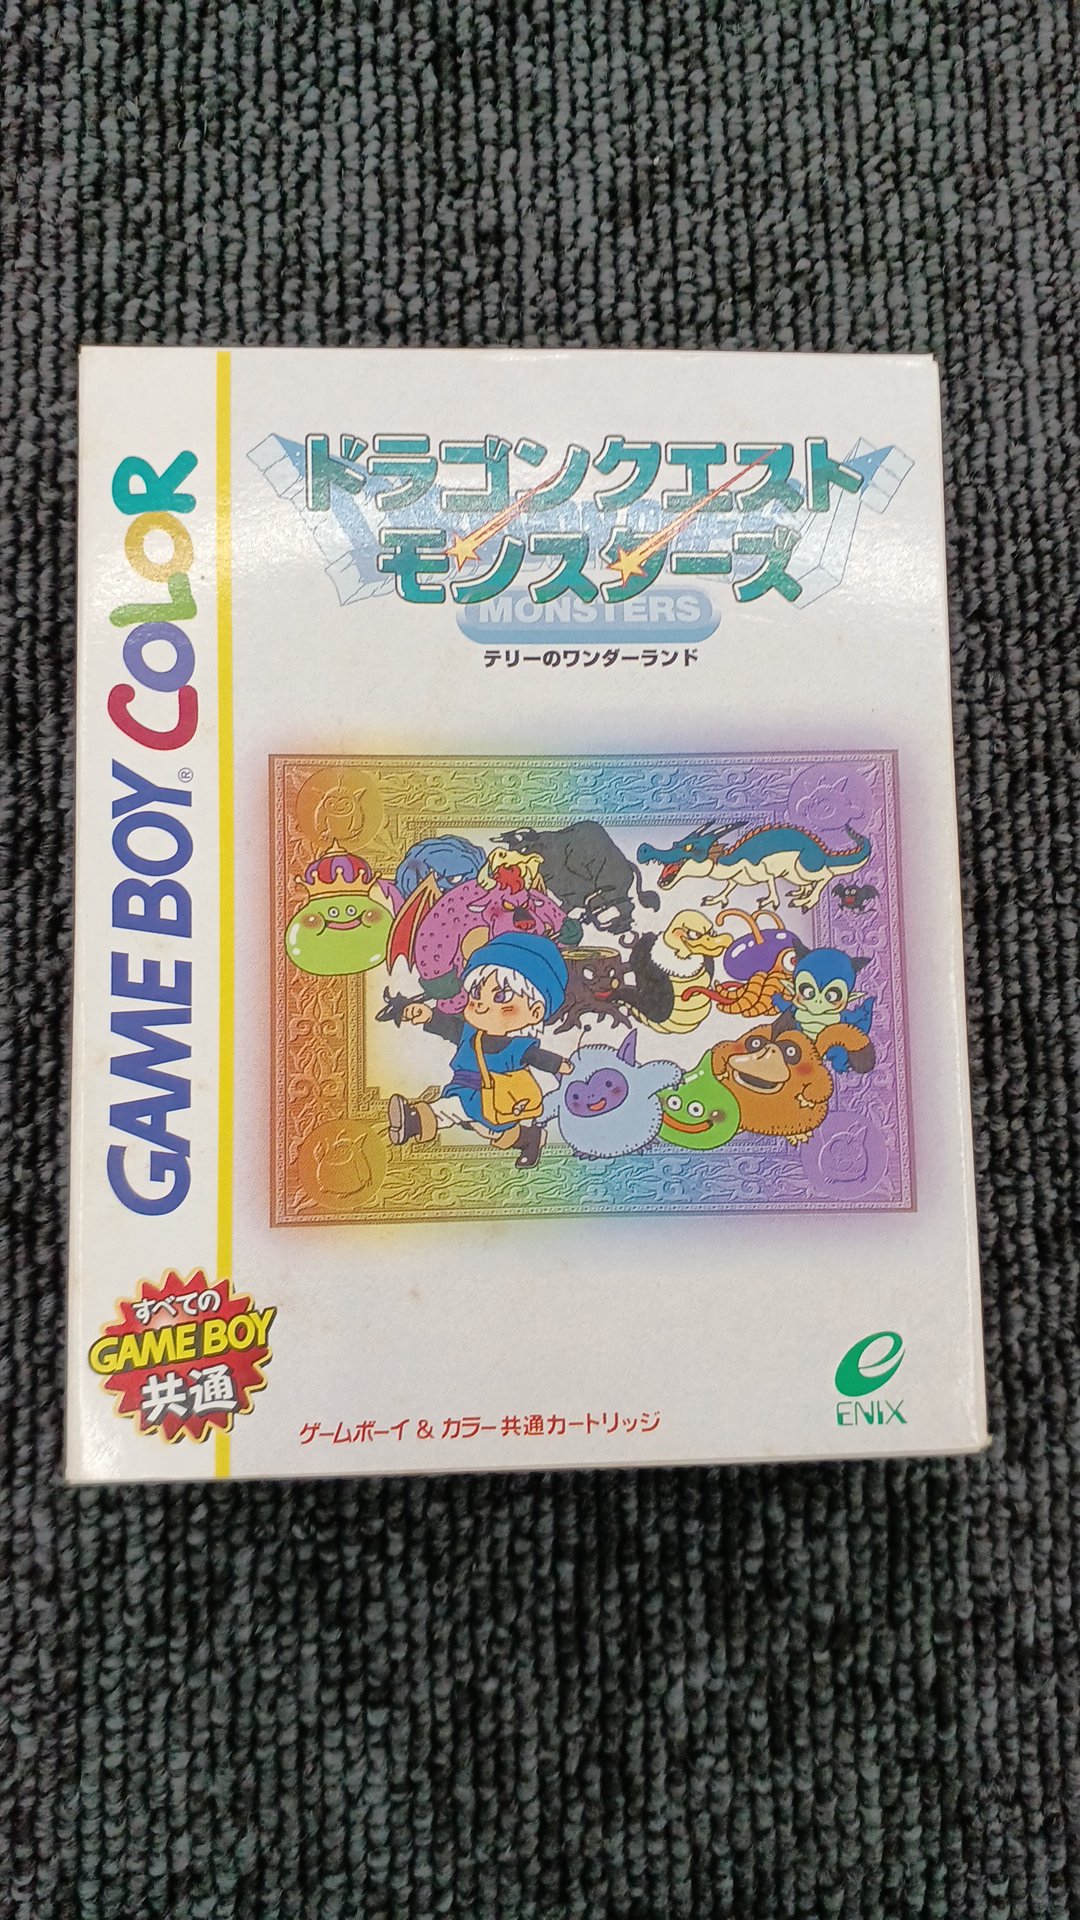 GAME BOY® COLOR
ドラゴンクエスト
モンスターズ
MONSTERS
テリーのワンダーランド
すべての
GAME BOY
共通
ゲームボーイ & カラー共通カートリッジ
e
ENIX